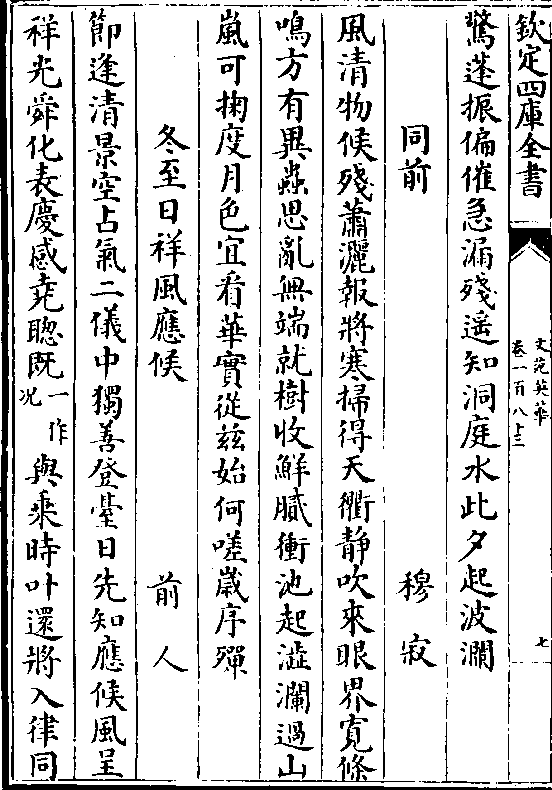 欽定四庫全書
文苑英華
卷一百八十三
七
驚蓬振偏催急漏殘遥知洞庭水此夕起波瀾
同前 穆寂
風清物候殘蕭灑報將寒掃得天衢静吹來眼界寛條
鳴方有異蟲思亂無端就樹收鮮膩衝池起澁瀾過山
嵐可掬度月色宜看華實從兹始何嗟歲序殫
冬至日祥風應候 前人
節逢清景空占氣二儀中獨善登臺日先知應候風呈
祥光舜化表慶感堯聰既一作况與乘時叶還將入律同